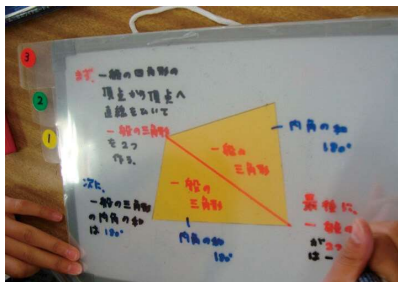 3
2
1
まず、一般の四角形の
頂点から頂点へ
直線をひいて
一般の三角形
を2つ
作る。
内角の和
180°
一般の
三角形
一般の
三角形
次に、
一般の三角形
の内角の和
は180°
内角の和
180°
最後に、
一般の
が2つ
は